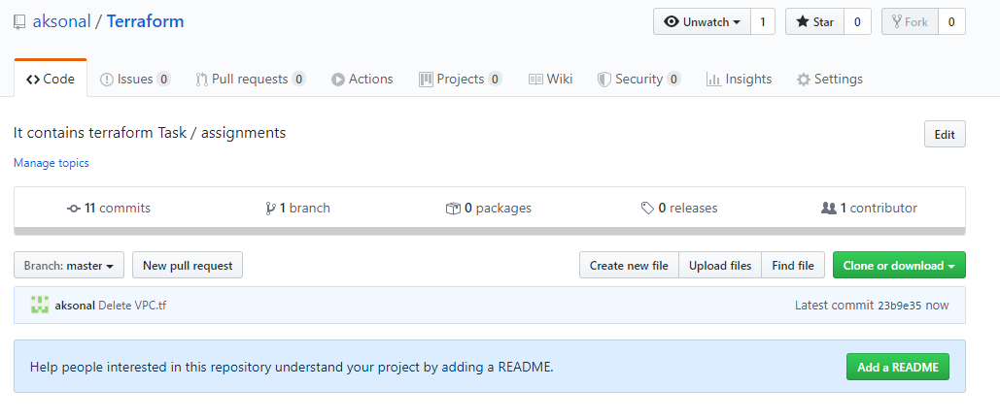 aksonal / Terraform
Unwatch 1 Star 0 Fork 0
Code Issues 0 Pull requests 0 Actions Projects 0 Wiki Security 0 Insights Settings
It contains terraform Task / assignments
Edit
Manage topics
11 commits 1 branch 0 packages 0 releases 1 contributor
Branch: master New pull request Create new file Upload files Find file Clone or download
aksonal Delete VPC.tf Latest commit 23b9e35 now
Help people interested in this repository understand your project by adding a README. Add a README